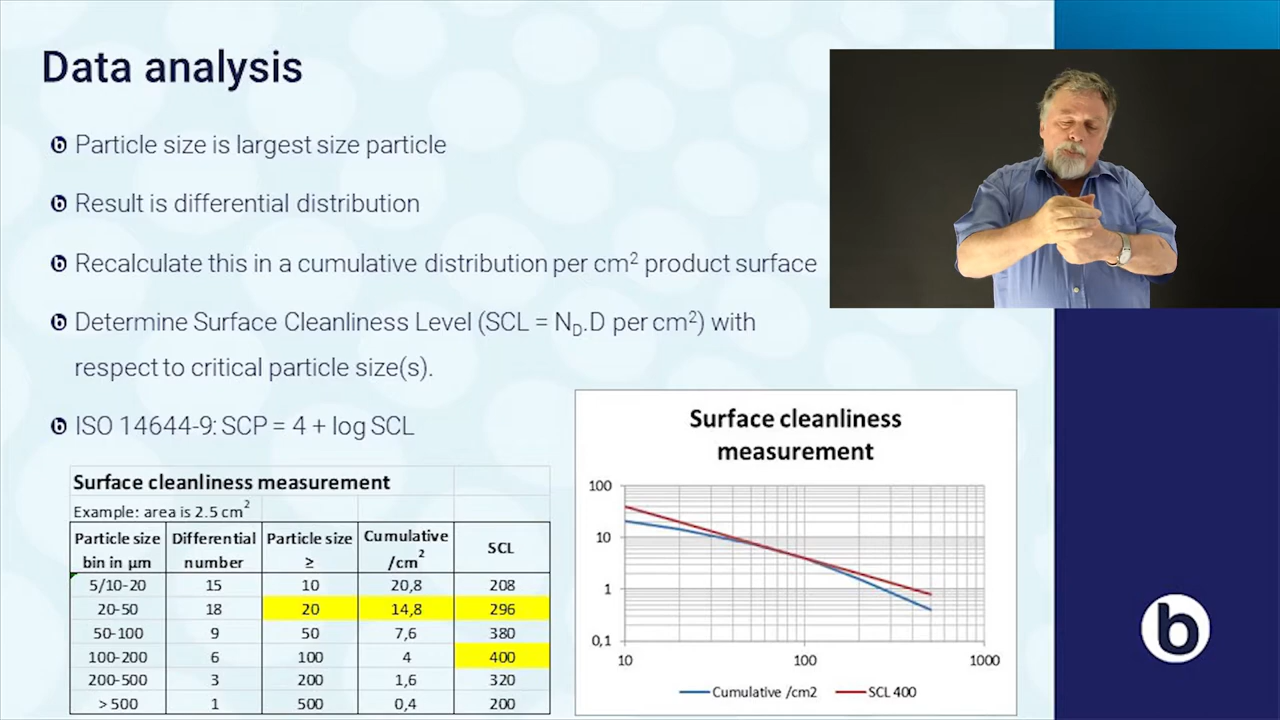 Data analysis
Particle size is largest size particle
Result is differential distribution
Recalculate this in a cumulative distribution per cm² product surface
Determine Surface Cleanliness Level (SCL = N_D.D per cm²) with
respect to critical particle size(s).
ISO 14644-9: SCP = 4 + log SCL
Surface cleanliness measurement
Example: area is 2.5 cm²
Particle size bin in µm Differential number Particle size ≥ Cumulative /cm² SCL
5/10-20 15 10 20,8 208
20-50 18 20 14,8 296
50-100 9 50 7,6 380
100-200 6 100 4 400
200-500 3 200 1,6 320
> 500 1 500 0,4 200
Surface cleanliness
measurement
100
10
1
0,1
10 100 1000
Cumulative /cm2 SCL 400
b